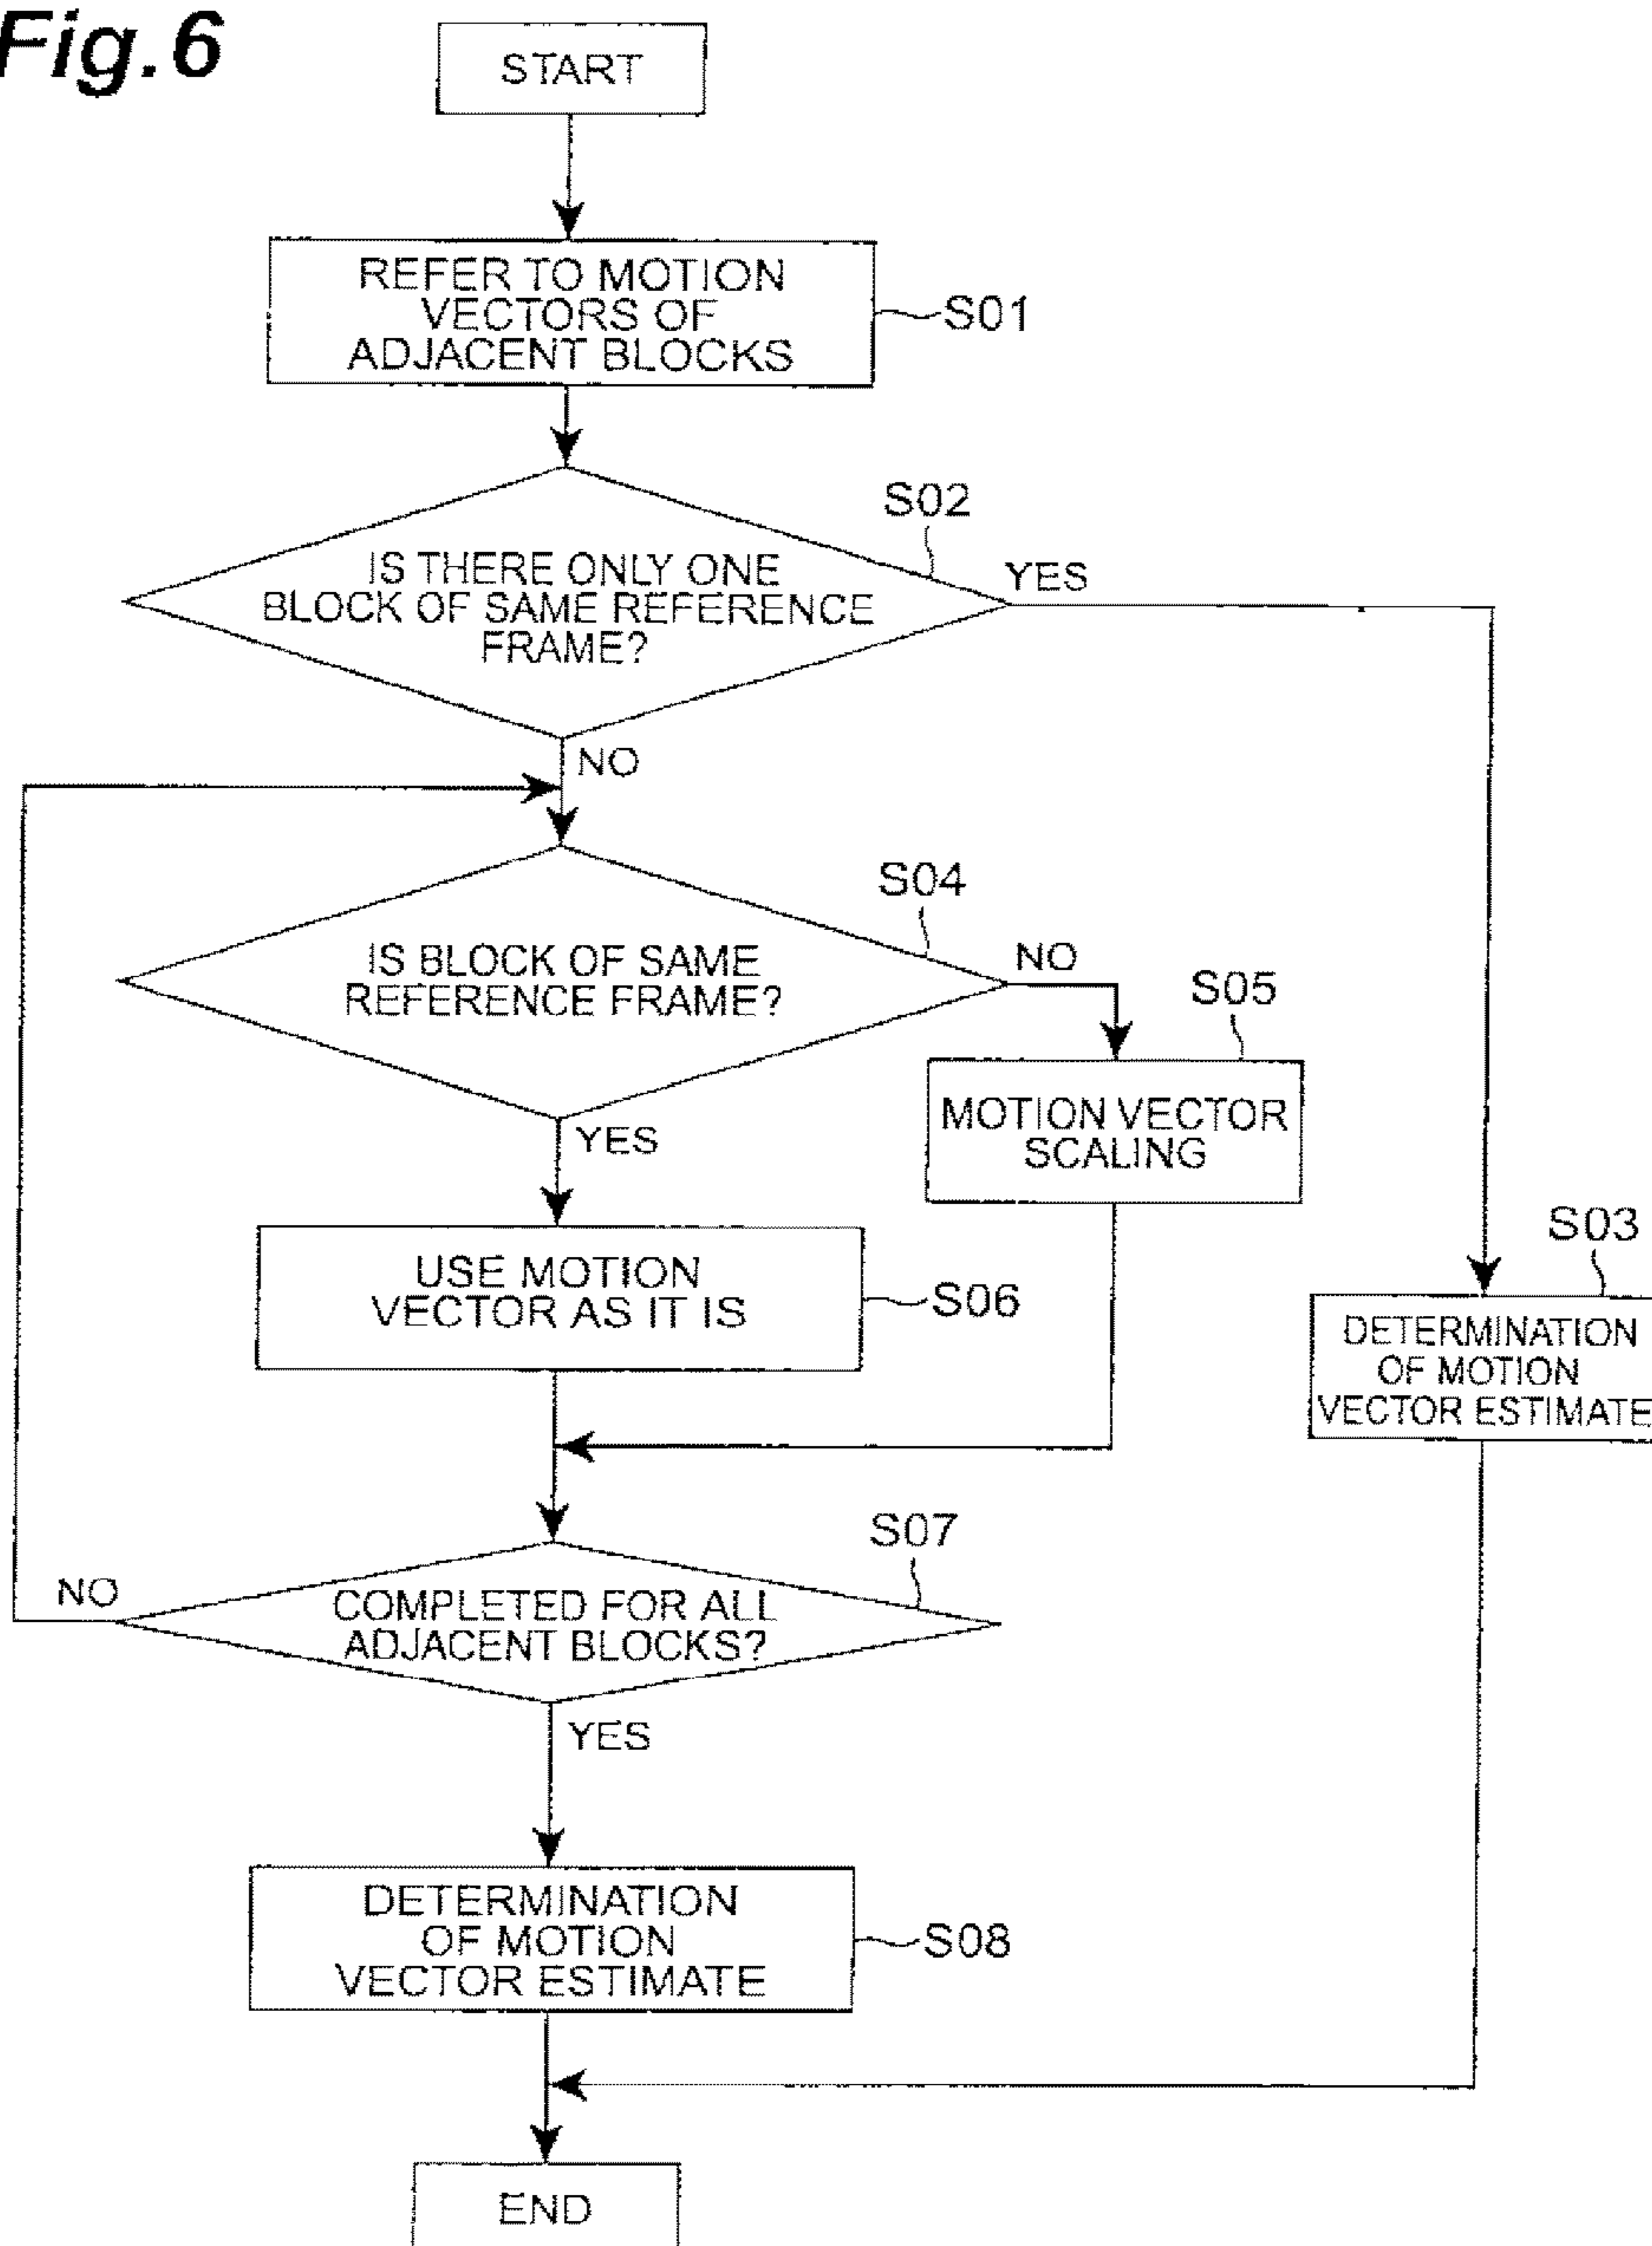 Fig.6
START
REFER TO MOTION
VECTORS OF
ADJACENT BLOCKS
S01
S02
IS THERE ONLY ONE
BLOCK OF SAME REFERENCE
FRAME?
YES
NO
S04
IS BLOCK OF SAME
REFERENCE FRAME?
NO
S05
MOTION VECTOR
SCALING
YES
S03
USE MOTION
VECTOR AS IT IS
S06
DETERMINATION
OF MOTION
VECTOR ESTIMATE
S07
NO
COMPLETED FOR ALL
ADJACENT BLOCKS?
YES
DETERMINATION
OF MOTION
VECTOR ESTIMATE
S08
END